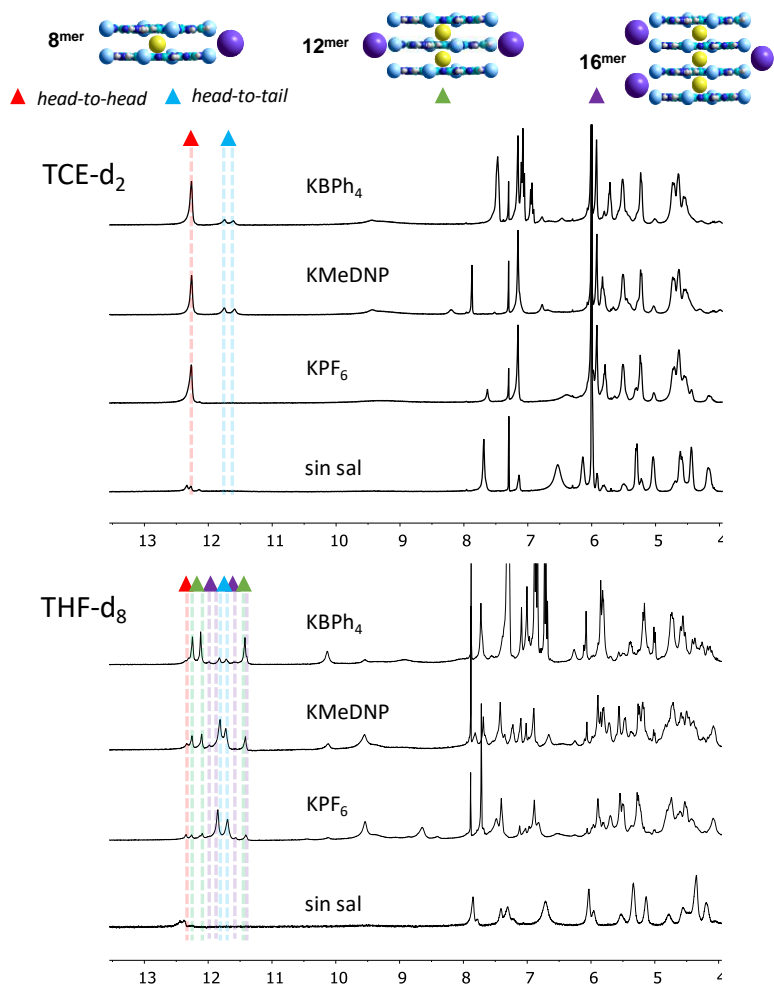 8mer
12mer
16mer
head-to-head
head-to-tail
TCE-d2
KBPh4
KMeDNP
KPF6
sin sal
13 12 11 10 9 8 7 6 5 4
THF-d8
KBPh4
KMeDNP
KPF6
sin sal
13 12 11 10 9 8 7 6 5 4